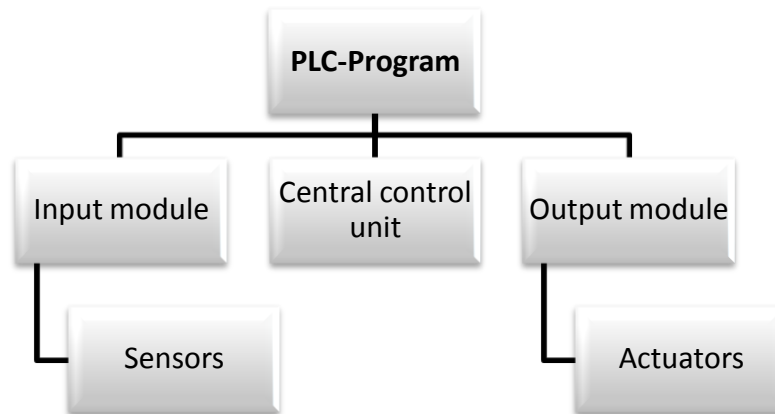 PLC-Program
Input module
Central control
unit
Output module
Sensors
Actuators